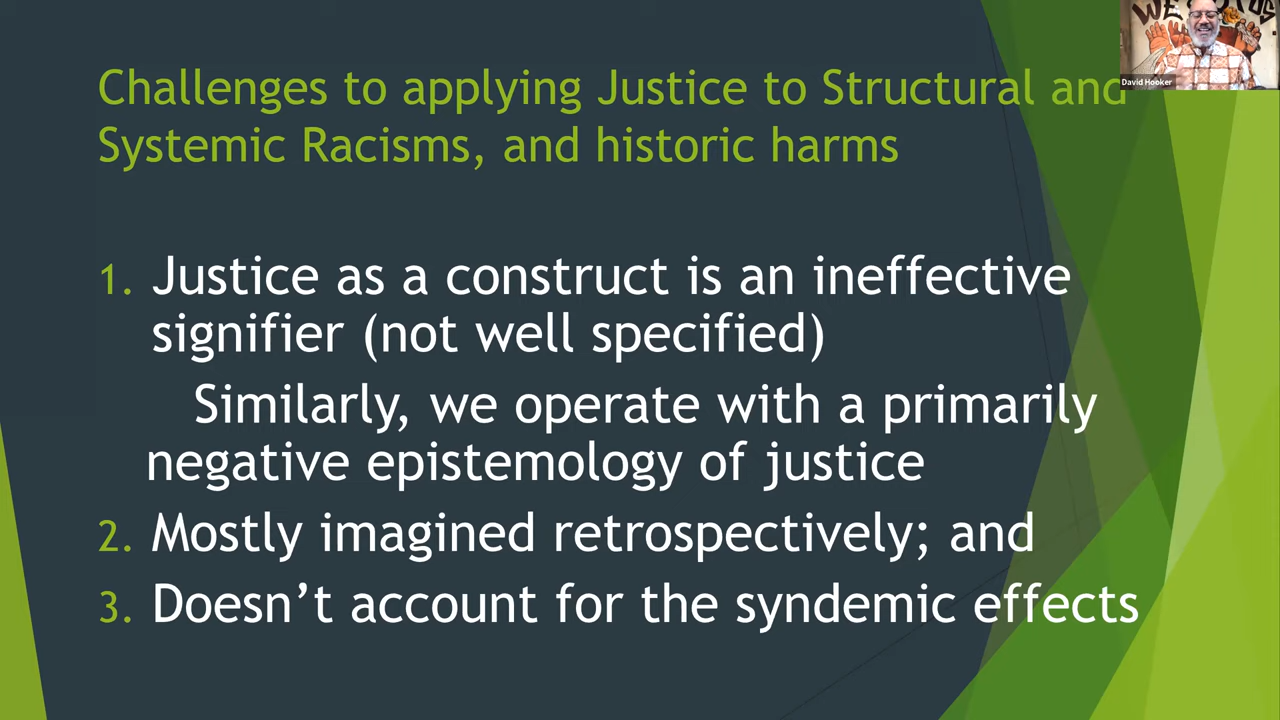 WE
US
David Hooker
Challenges to applying Justice to Structural and
Systemic Racisms, and historic harms
1. Justice as a construct is an ineffective
signifier (not well specified)
Similarly, we operate with a primarily
negative epistemology of justice
2. Mostly imagined retrospectively; and
3. Doesn’t account for the syndemic effects